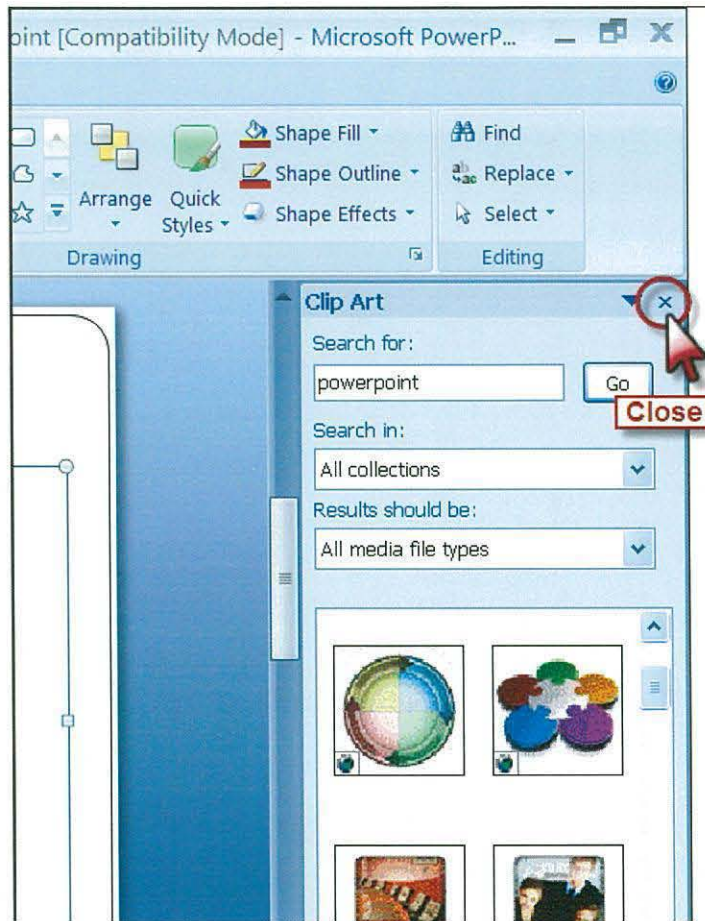 oint [Compatibility Mode] - Microsoft PowerP...
Shape Fill
Shape Outline
Shape Effects
Arrange
Quick
Styles
Find
Replace
Select
Drawing
Editing
Clip Art
Search for:
powerpoint
Go
Close
Search in:
All collections
Results should be:
All media file types